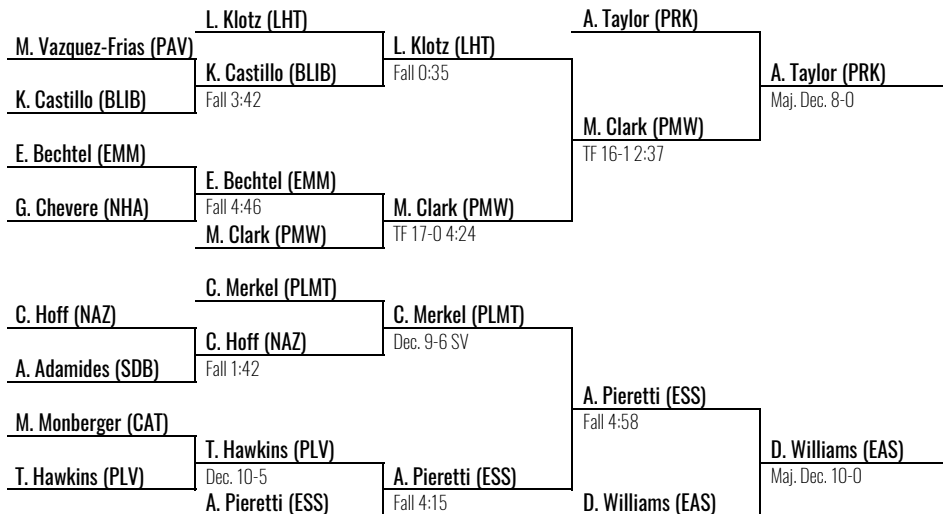 L. Klotz (LHT)
A. Taylor (PRK)
M. Vazquez-Frias (PAV)
L. Klotz (LHT)
K. Castillo (BLIB)
Fall 0:35
A. Taylor (PRK)
K. Castillo (BLIB)
Fall 3:42
Maj. Dec. 8-0
M. Clark (PMW)
E. Bechtel (EMM)
TF 16-1 2:37
E. Bechtel (EMM)
G. Chevere (NHA)
Fall 4:46
M. Clark (PMW)
M. Clark (PMW)
TF 17-0 4:24
C. Merkel (PLMT)
C. Hoff (NAZ)
C. Merkel (PLMT)
C. Hoff (NAZ)
Dec. 9-6 SV
A. Adamides (SDB)
Fall 1:42
A. Pieretti (ESS)
M. Monberger (CAT)
Fall 4:58
T. Hawkins (PLV)
D. Williams (EAS)
T. Hawkins (PLV)
Dec. 10-5
A. Pieretti (ESS)
Maj. Dec. 10-0
A. Pieretti (ESS)
Fall 4:15
D. Williams (EAS)